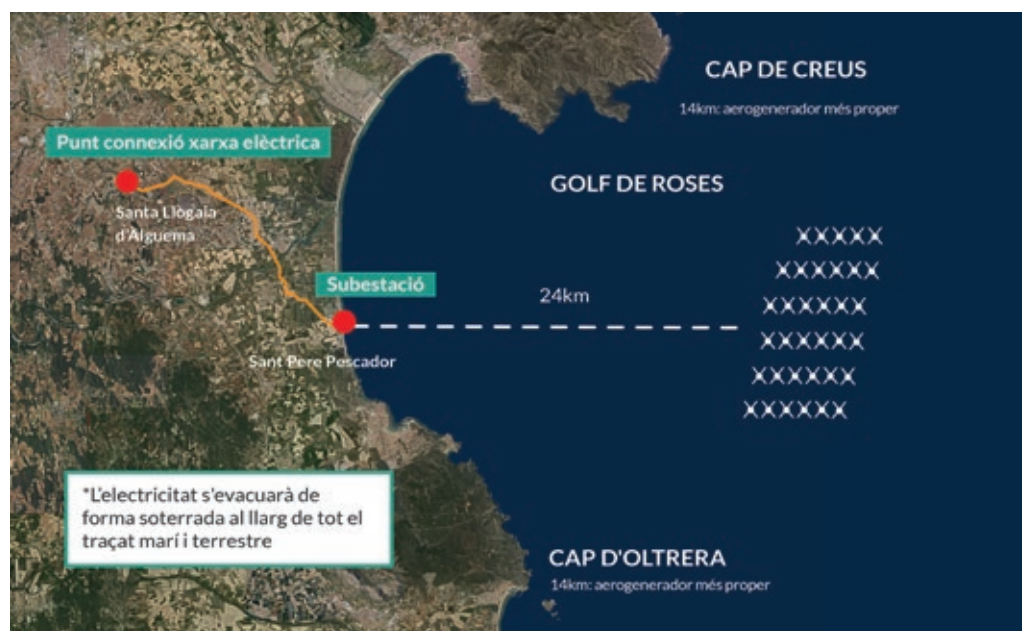 CAP DE CREUS
14km: aerogenerador més proper
Punt connexió xarxa elèctrica
GOLF DE ROSES
Santa Llògaia
d'Àlguema
Subestació
24km
Sant Pere Pescador
*L'electricitat s'evacuarà de
forma soterrada al llarg de tot el
traçat marí i terrestre
CAP D'OLTRERA
14km: aerogenerador més proper